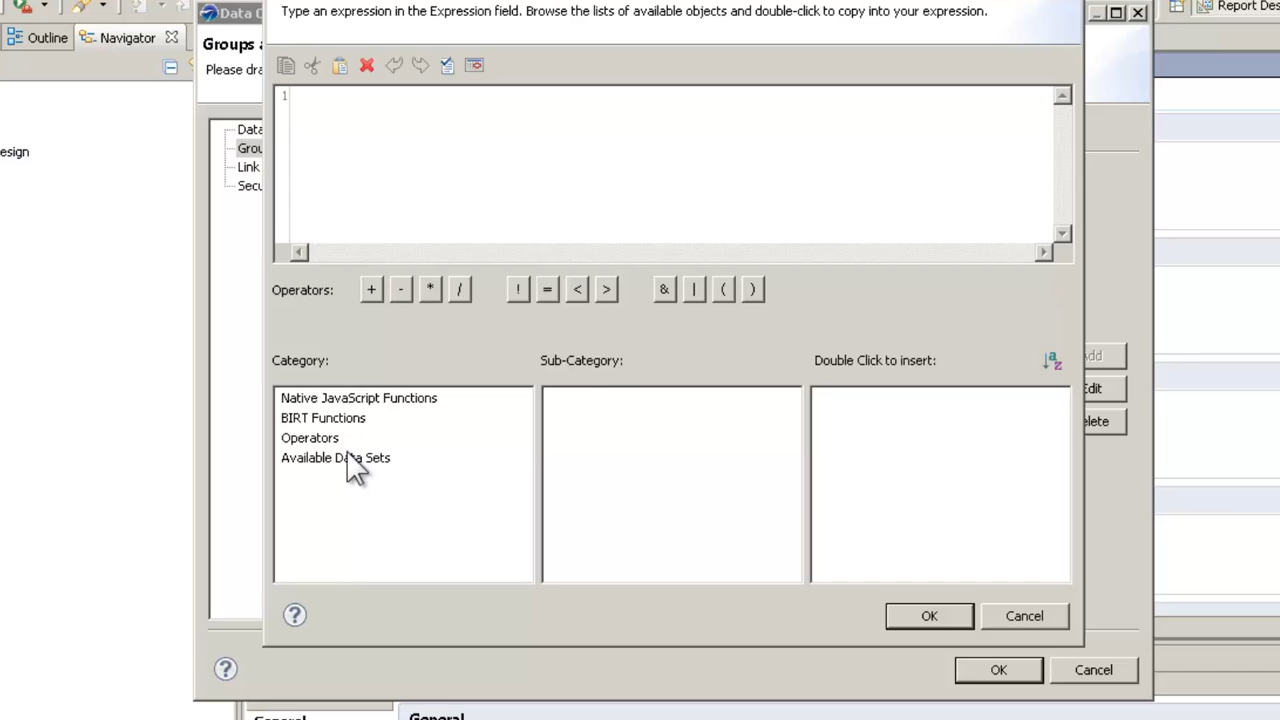 Type an expression in the Expression field. Browse the lists of available objects and double-click to copy into your expression.
Report Des
Data C
Outline
Navigator
Groups a
Please dra
1
Data
esign
Grou
Link
Secu
Operators:
+ - * / ! = < > & | ( )
Category:
Sub-Category:
Double Click to insert:
a
z
Add
Native JavaScript Functions
Edit
BIRT Functions
elete
Operators
Available Data Sets
?
OK
Cancel
?
OK
Cancel
General
General